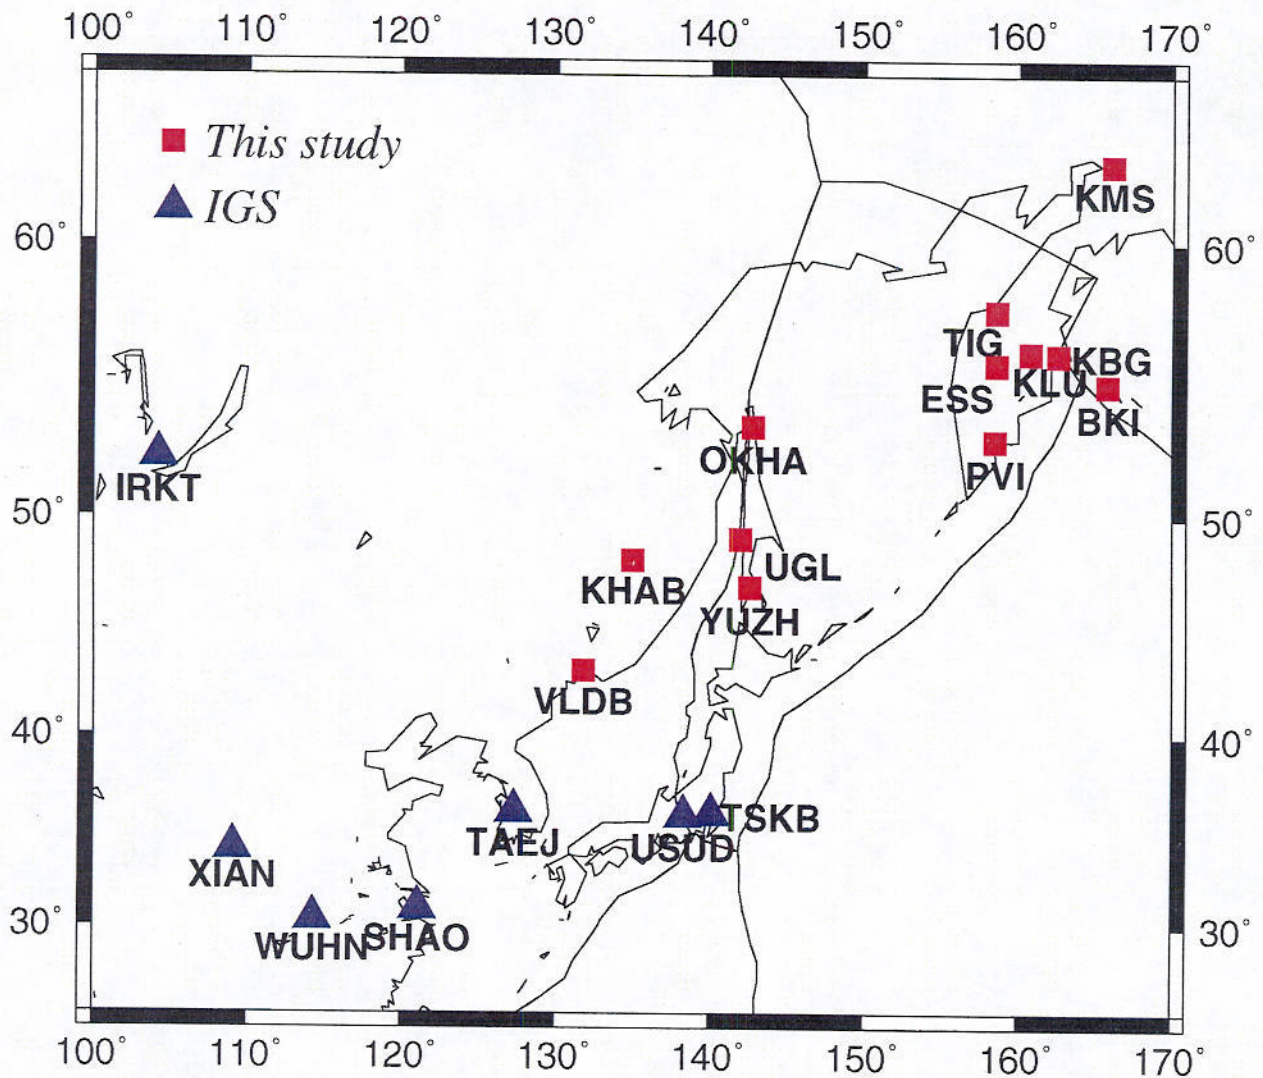 100° 110° 120° 130° 140° 150° 160° 170°
This study
IGS
KMS
60° 60°
TIG
KBG
ESS KLU
BKI
OKHA
PVI
IRKT
50° 50°
UGL
KHAB
YUZH
VLDB
40° 40°
TSKB
TAEJ USUD
XIAN
WUHN SHAO
30° 30°
100° 110° 120° 130° 140° 150° 160° 170°